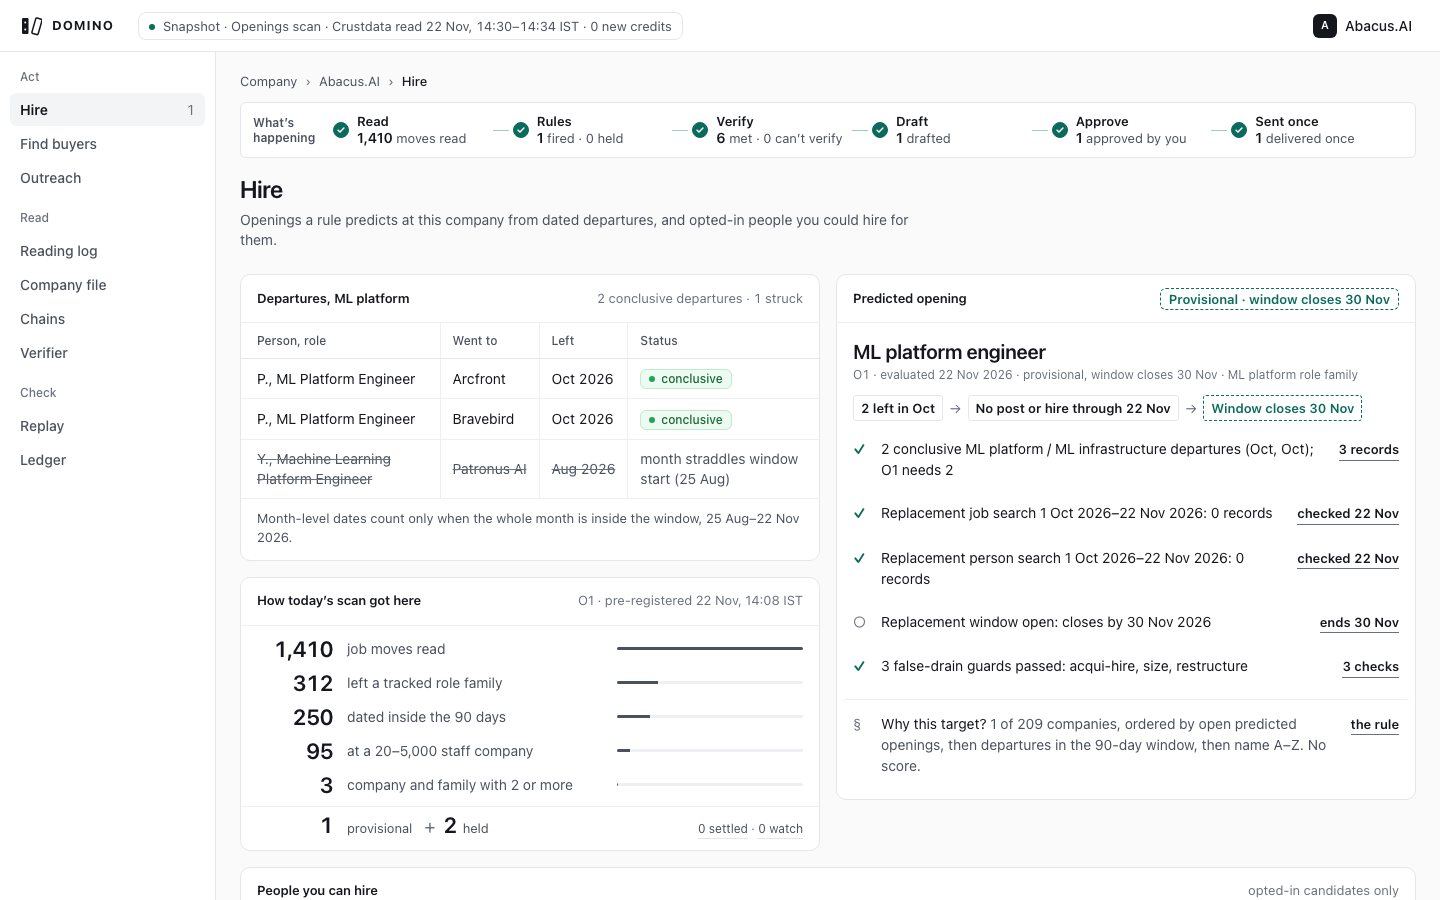 DOMINO
Snapshot · Openings scan · Crustdata read 22 Nov, 14:30–14:34 IST · 0 new credits
A
Abacus.AI
Act
Hire 1
Find buyers
Outreach
Read
Reading log
Company file
Chains
Verifier
Check
Replay
Ledger
Company › Abacus.AI › Hire
What's happening
Read
1,410 moves read
Rules
1 fired · 0 held
Verify
6 met · 0 can't verify
Draft
1 drafted
Approve
1 approved by you
Sent once
1 delivered once
Hire
Openings a rule predicts at this company from dated departures, and opted-in people you could hire for
them.
Departures, ML platform 2 conclusive departures · 1 struck
Person, role Went to Left Status
P., ML Platform Engineer Arcfront Oct 2026 conclusive
P., ML Platform Engineer Bravebird Oct 2026 conclusive
Y., Machine Learning
Platform Engineer Patronus AI Aug 2026 month straddles window
start (25 Aug)
Month-level dates count only when the whole month is inside the window, 25 Aug–22 Nov
2026.
How today's scan got here O1 · pre-registered 22 Nov, 14:08 IST
1,410 job moves read
312 left a tracked role family
250 dated inside the 90 days
95 at a 20–5,000 staff company
3 company and family with 2 or more
1 provisional + 2 held 0 settled · 0 watch
Predicted opening Provisional · window closes 30 Nov
ML platform engineer
O1 · evaluated 22 Nov 2026 · provisional, window closes 30 Nov · ML platform role family
2 left in Oct → No post or hire through 22 Nov → Window closes 30 Nov
2 conclusive ML platform / ML infrastructure departures (Oct, Oct); 3 records
O1 needs 2
Replacement job search 1 Oct 2026–22 Nov 2026: 0 records checked 22 Nov
Replacement person search 1 Oct 2026–22 Nov 2026: 0 checked 22 Nov
records
Replacement window open: closes by 30 Nov 2026 ends 30 Nov
3 false-drain guards passed: acqui-hire, size, restructure 3 checks
§ Why this target? 1 of 209 companies, ordered by open predicted the rule
openings, then departures in the 90-day window, then name A–Z. No
score.
People you can hire opted-in candidates only